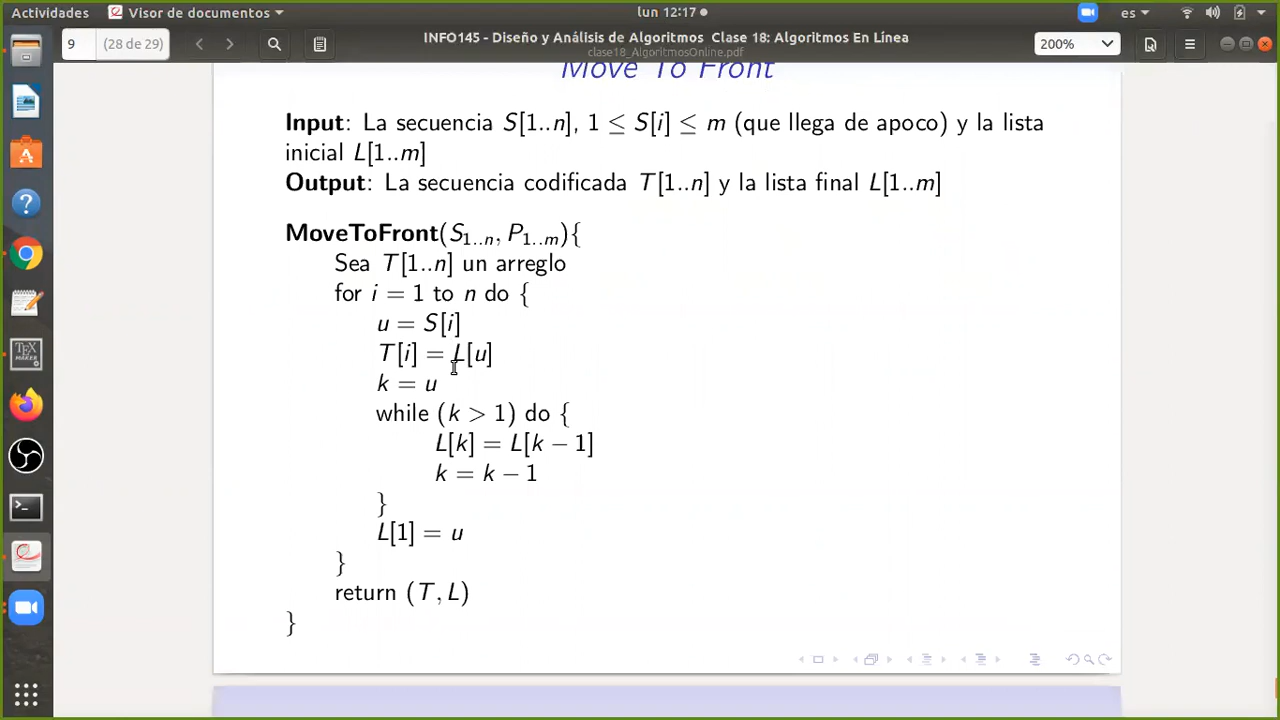 Actividades
Visor de documentos
lun 12:17
es
9
(28 de 29)
INFO145 - Diseño y Análisis de Algoritmos Clase 18: Algoritmos En Línea
clase18_AlgoritmosOnline.pdf
200%
Move To Front
Input: La secuencia S[1..n], 1 ≤ S[i] ≤ m (que llega de apoco) y la lista
inicial L[1..m]
Output: La secuencia codificada T[1..n] y la lista final L[1..m]
MoveToFront(S₁..ₙ, P₁..ₘ){
Sea T[1..n] un arreglo
for i = 1 to n do {
u = S[i]
T[i] = L[u]
k = u
while (k > 1) do {
L[k] = L[k − 1]
k = k − 1
}
L[1] = u
}
return (T, L)
}